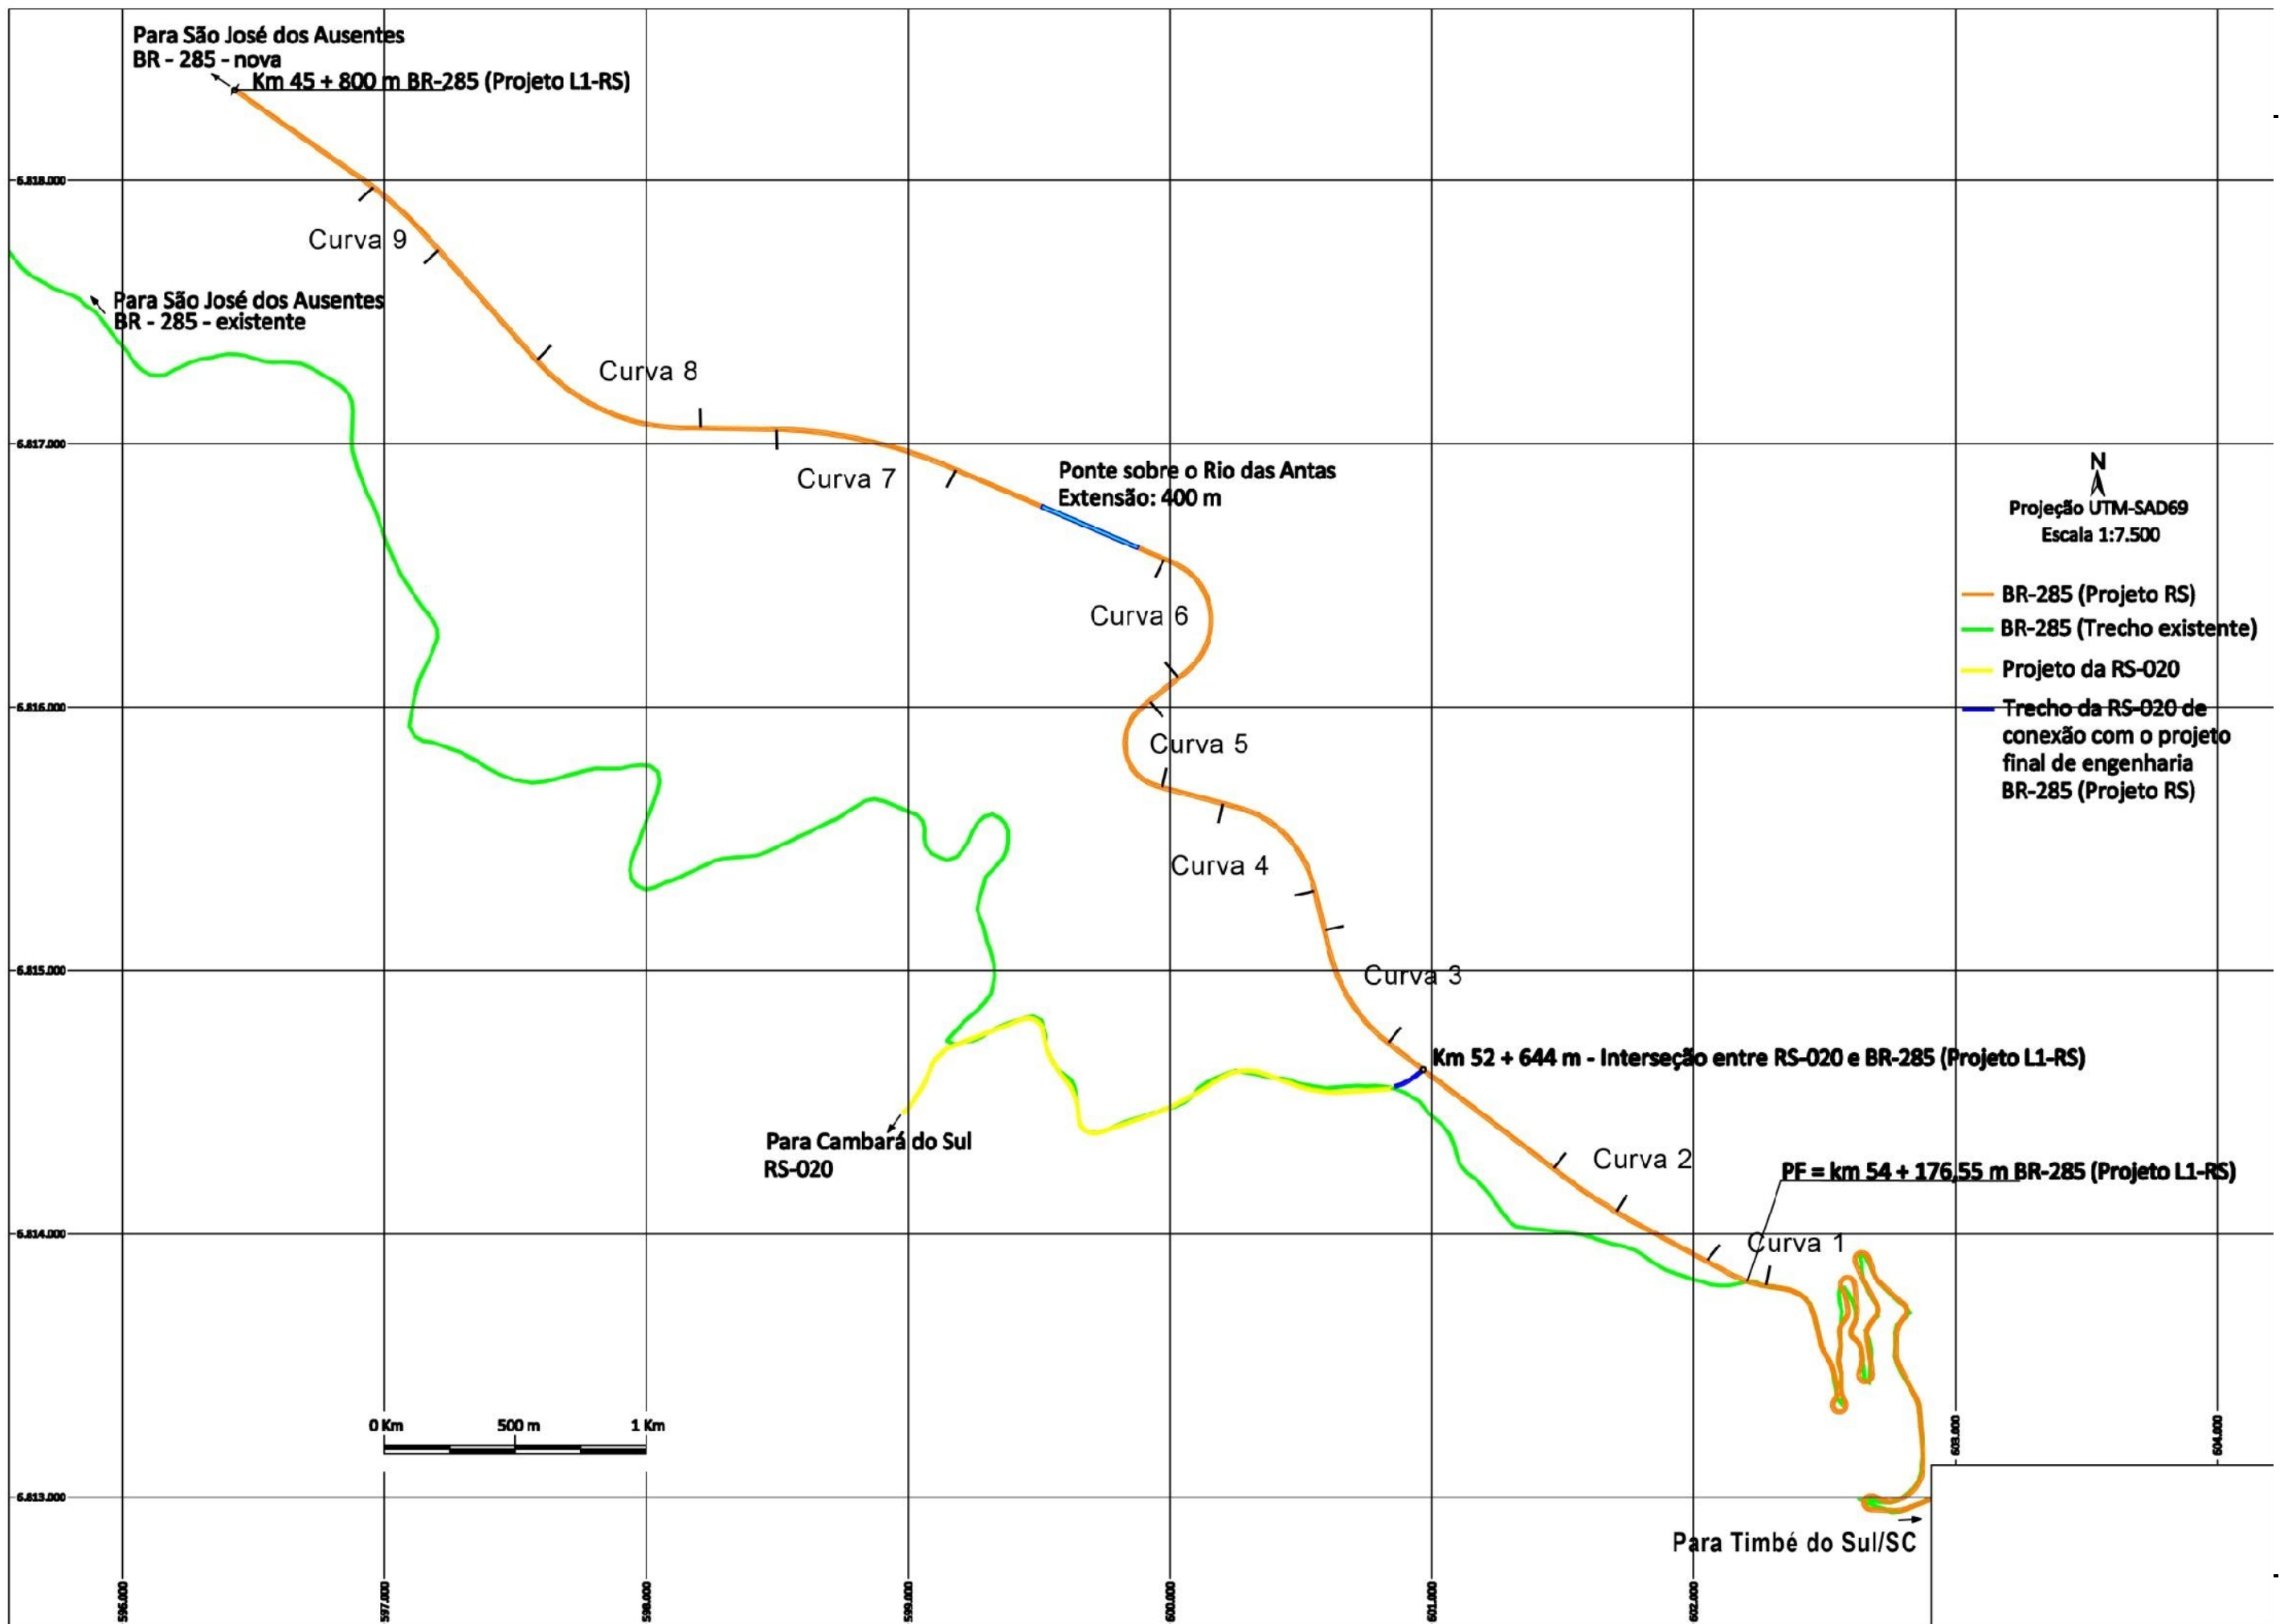 Para São José dos Ausentes
BR - 285 - nova
Km 45 + 800 m BR-285 (Projeto L1-RS)
6.818.000
Curva 9
Para São José dos Ausentes
BR - 285 - existente
Curva 8
6.817.000
Curva 7
Ponte sobre o Rio das Antas
Extensão: 400 m
N
Projeção UTM-SAD69
Escala 1:7.500
BR-285 (Projeto RS)
BR-285 (Trecho existente)
Projeto da RS-020
Trecho da RS-020 de
conexão com o projeto
final de engenharia
BR-285 (Projeto RS)
Curva 6
6.816.000
Curva 5
Curva 4
6.815.000
Curva 3
Km 52 + 644 m - Interseção entre RS-020 e BR-285 (Projeto L1-RS)
Para Cambará do Sul
RS-020
Curva 2
PF = km 54 + 176,55 m BR-285 (Projeto L1-RS)
6.814.000
Curva 1
0 Km 500 m 1 Km
603.000
604.000
6.813.000
Para Timbé do Sul/SC
596.000
597.000
598.000
599.000
600.000
601.000
602.000